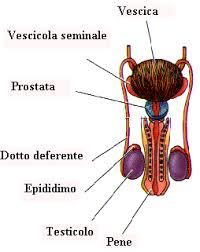 Vescica
Vescicola seminale
Prostata
Dotto deferente
Epididimo
Testicolo
Pene